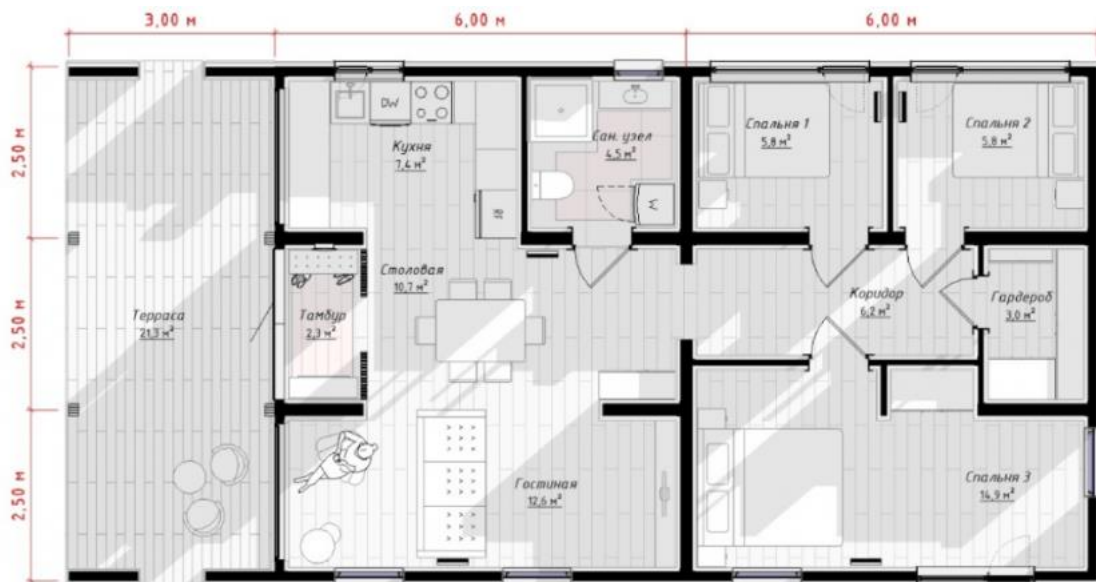 3,00 м
6,00 м
6,00 м
2,50 м
2,50 м
2,50 м
DW
Кухня
7,4 м²
Сан. узел
4,5 м²
W
Спальня 1
5,8 м²
Спальня 2
5,8 м²
Столовая
10,7 м²
Терраса
21,3 м²
Тамбур
2,3 м²
Коридор
6,2 м²
Гардероб
3,0 м²
Гостиная
12,6 м²
Спальня 3
14,9 м²